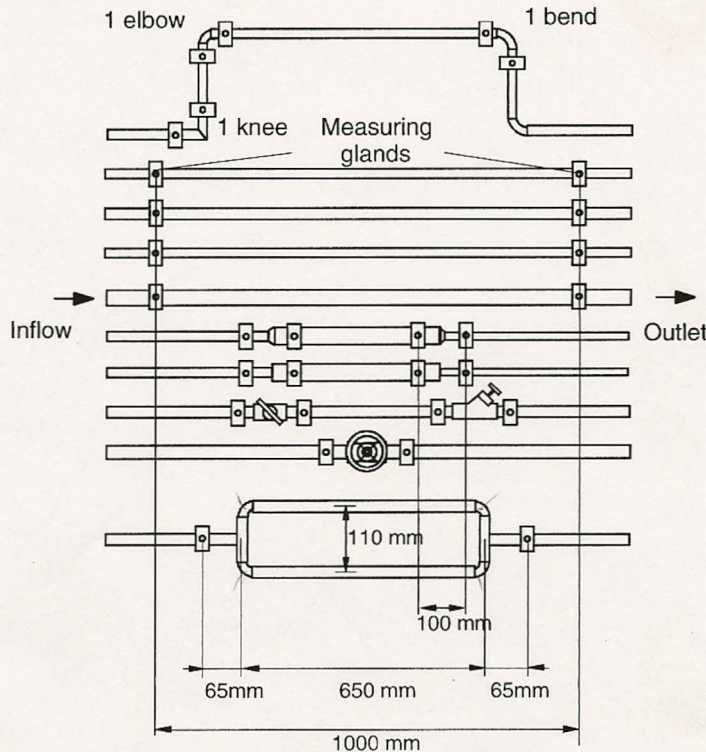 1 elbow
1 bend
1 knee
Measuring
glands
Inflow
Outlet
110 mm
100 mm
65mm
650 mm
65mm
1000 mm